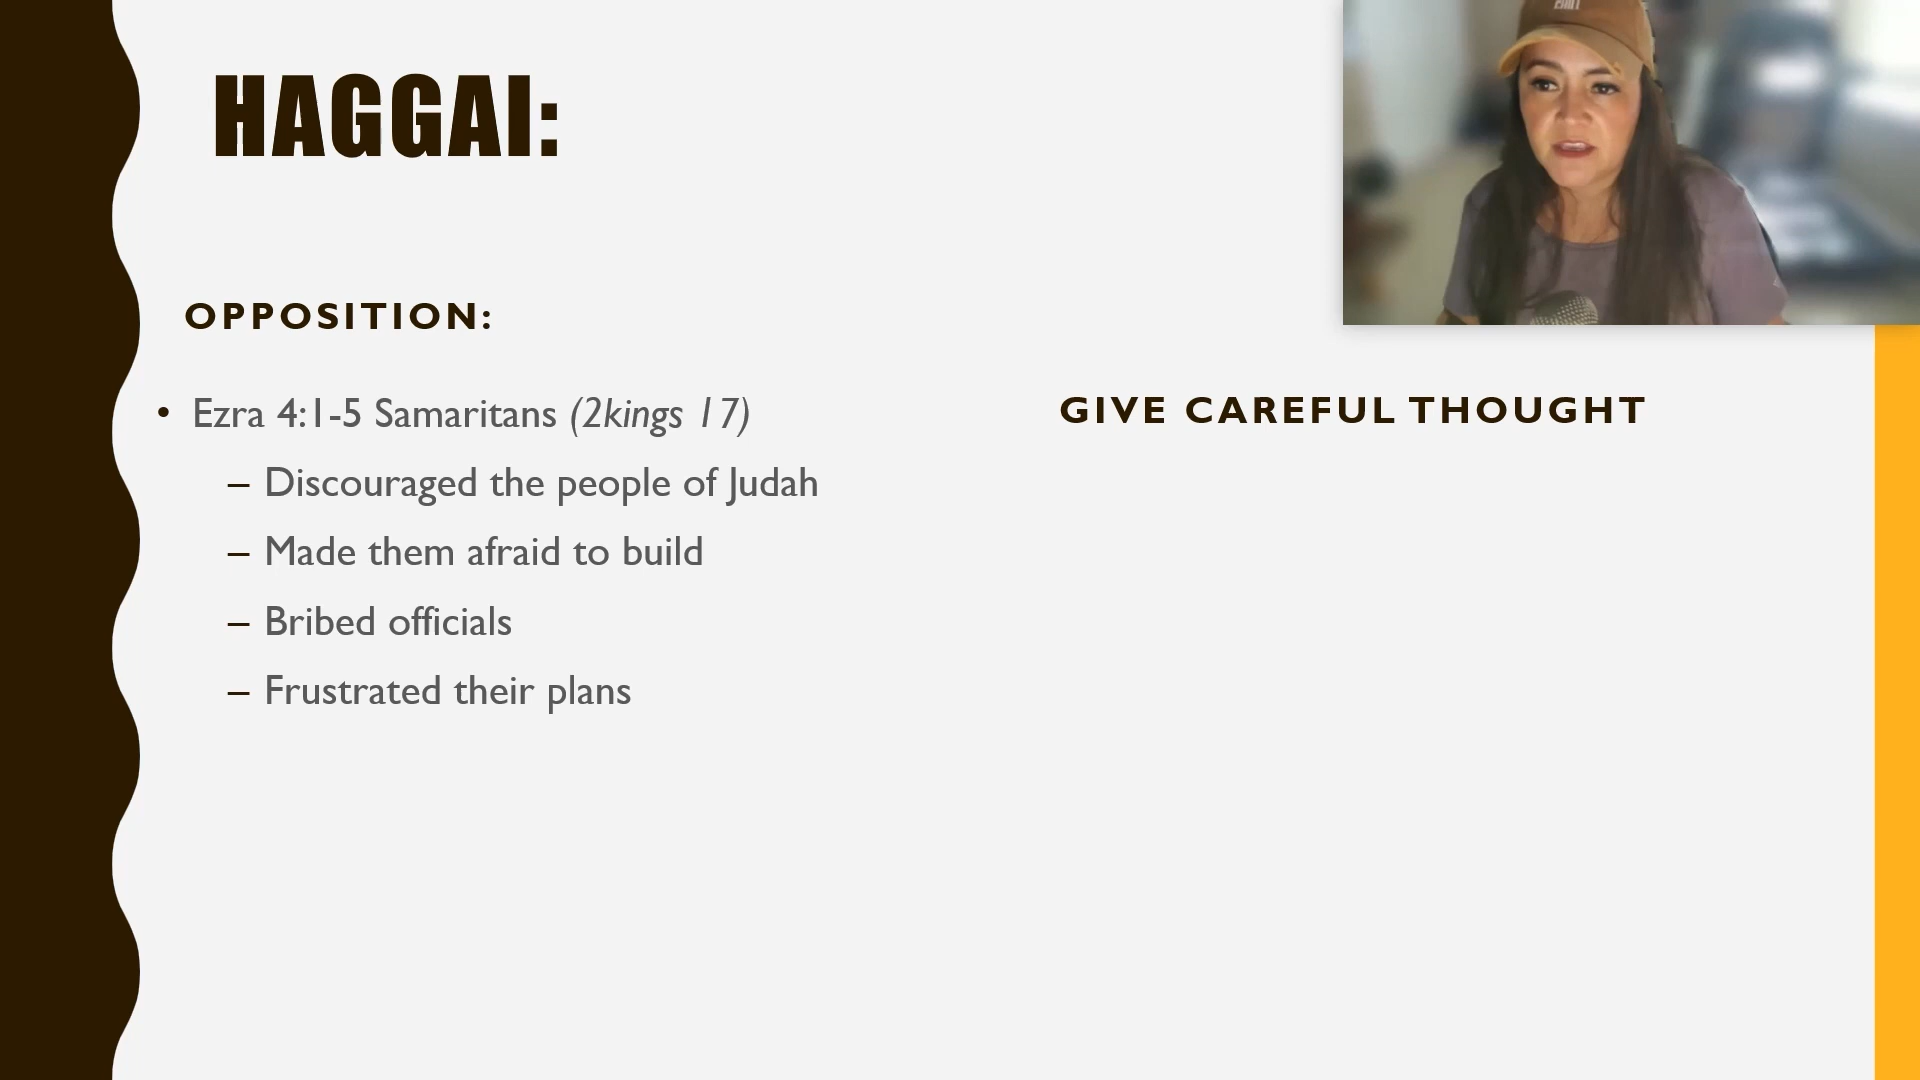 HAGGAI:
OPPOSITION:
• Ezra 4:1-5 Samaritans (2kings 17)
– Discouraged the people of Judah
– Made them afraid to build
– Bribed officials
– Frustrated their plans
GIVE CAREFUL THOUGHT